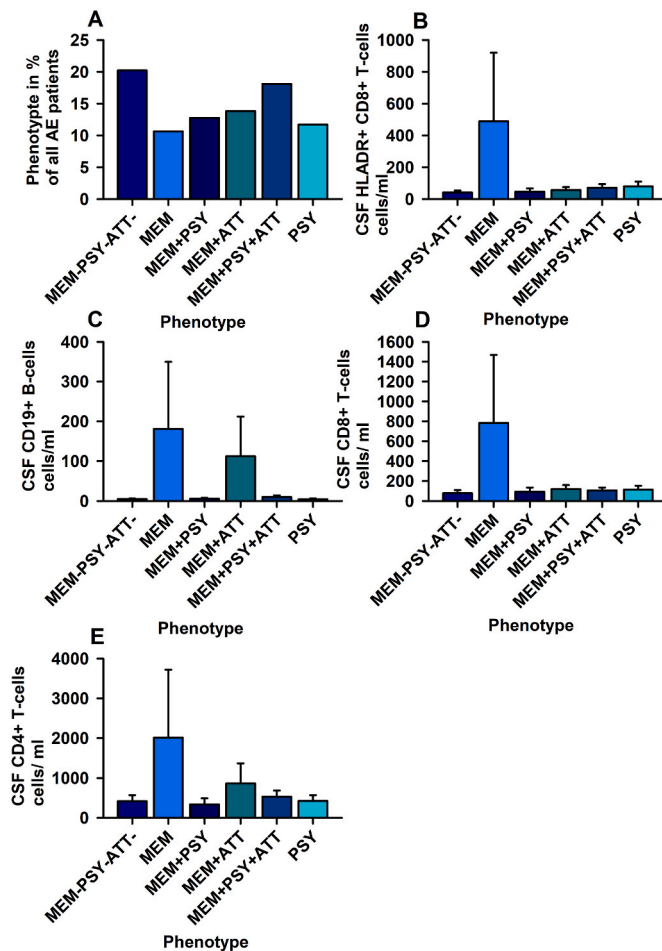 A
Phenotypte in %
of all AE patients
25
20
15
10
5
0
MEM-PSY-ATT-
MEM
MEM+PSY
MEM+ATT
MEM+PSY+ATT
PSY
Phenotype
B
CSF HLADR+ CD8+ T-cells
cells/ml
1000
800
600
400
200
0
MEM-PSY-ATT-
MEM
MEM+PSY
MEM+ATT
MEM+PSY+ATT
PSY
Phenotype
C
CSF CD19+ B-cells
cells/ml
400
300
200
100
0
MEM-PSY-ATT-
MEM
MEM+PSY
MEM+ATT
MEM+PSY+ATT
PSY
Phenotype
D
CSF CD8+ T-cells
cells/ ml
1600
1400
1200
1000
800
600
400
200
0
MEM-PSY-ATT-
MEM
MEM+PSY
MEM+ATT
MEM+PSY+ATT
PSY
Phenotype
E
CSF CD4+ T-cells
cells/ ml
4000
3000
2000
1000
0
MEM-PSY-ATT-
MEM
MEM+PSY
MEM+ATT
MEM+PSY+ATT
PSY
Phenotype